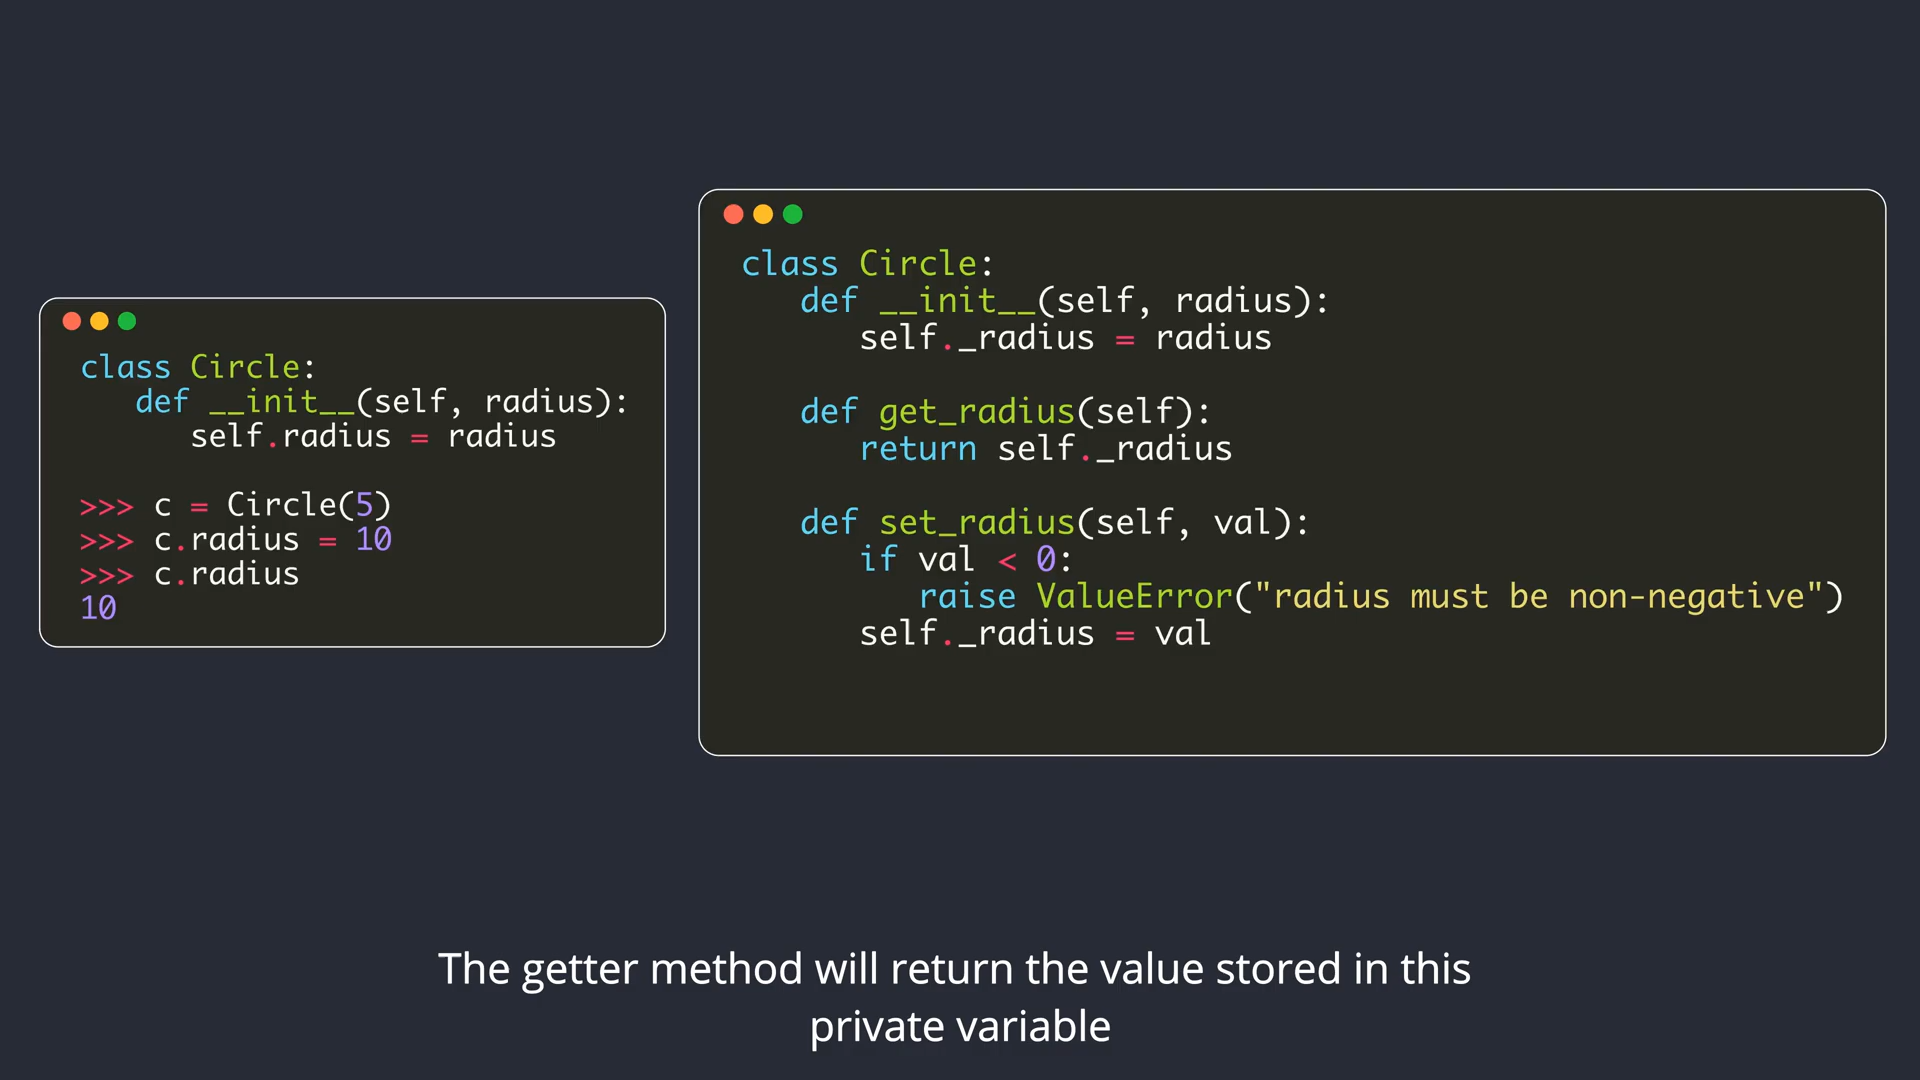 class Circle:
   def __init__(self, radius):
      self.radius = radius

>>> c = Circle(5)
>>> c.radius = 10
>>> c.radius
10

class Circle:
   def __init__(self, radius):
      self._radius = radius

   def get_radius(self):
      return self._radius

   def set_radius(self, val):
      if val < 0:
         raise ValueError("radius must be non-negative")
      self._radius = val

The getter method will return the value stored in this
private variable